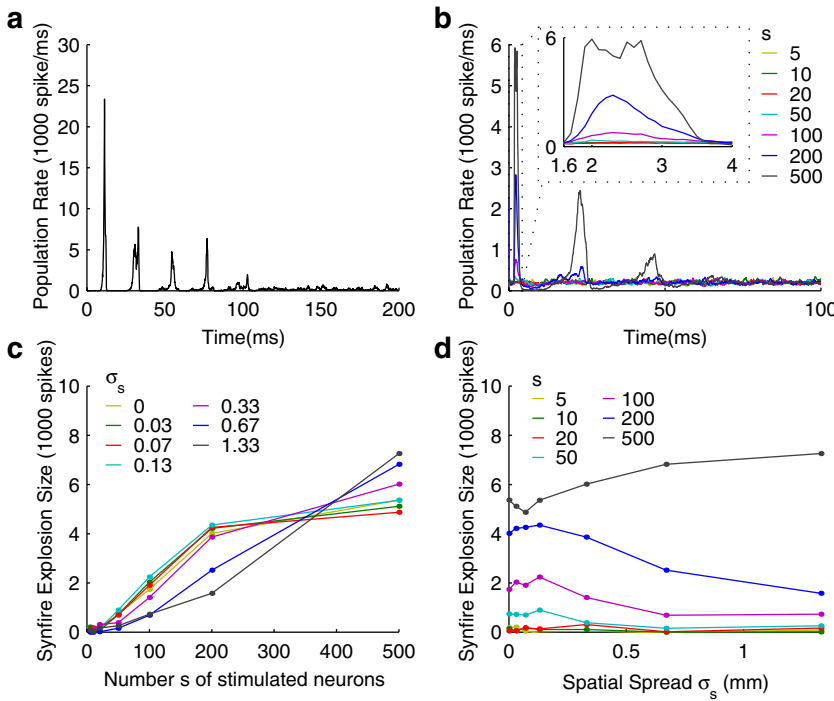 a
Population Rate (1000 spike/ms)
30
25
20
15
10
5
0
0 50 100 150 200
Time(ms)
b
Population Rate (1000 spike/ms)
6
5
4
3
2
1
0
0 50 100
Time(ms)
6
0
1.6 2 3 4
s
5
10
20
50
100
200
500
c
Synfire Explosion Size (1000 spikes)
10
8
6
4
2
0
0 100 200 300 400 500
Number s of stimulated neurons
σs
0
0.03
0.07
0.13
0.33
0.67
1.33
d
Synfire Explosion Size (1000 spikes)
10
8
6
4
2
0
0 0.5 1
Spatial Spread σs (mm)
s
5
10
20
50
100
200
500